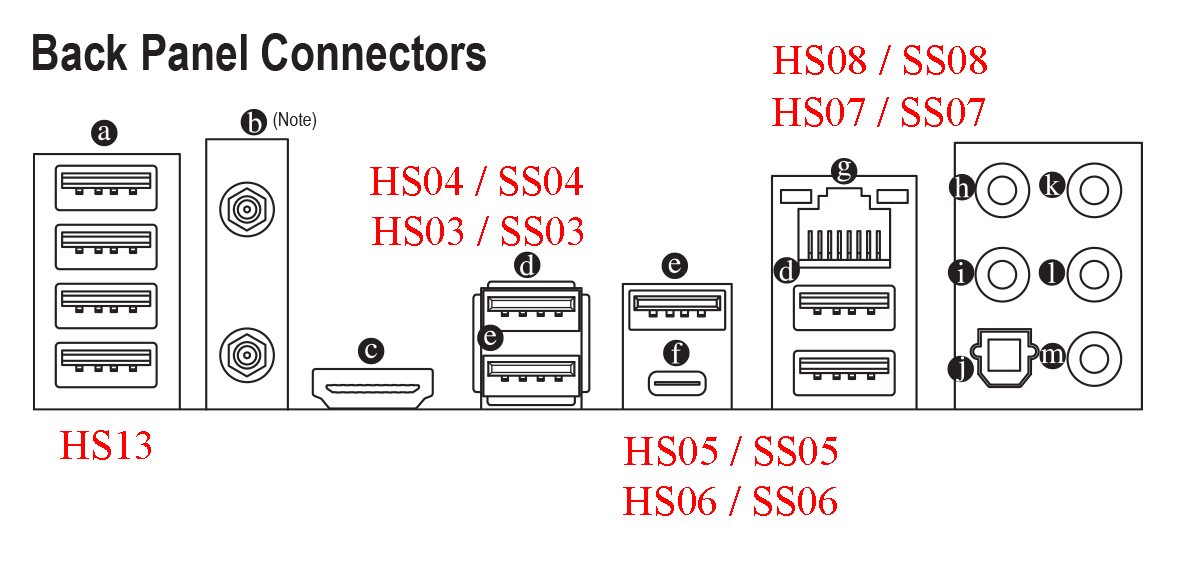 Back Panel Connectors
HS08 / SS08
HS07 / SS07
a
b (Note)
HS04 / SS04
HS03 / SS03
g
h
k
d
e
d
i
l
e
c
f
j
m
HS13
HS05 / SS05
HS06 / SS06